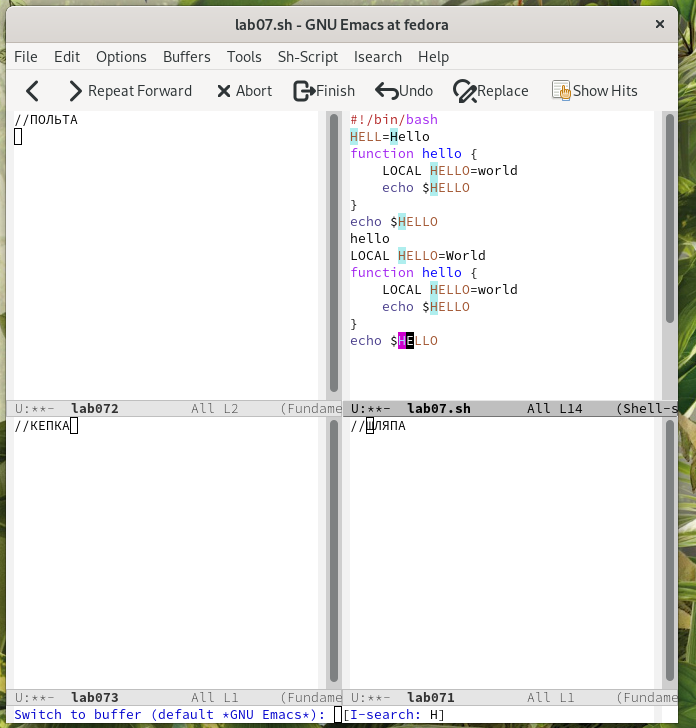 lab07.sh - GNU Emacs at fedora
File Edit Options Buffers Tools Sh-Script Isearch Help
Repeat Forward Abort Finish Undo Replace Show Hits
//ПОЛЬТА
U:**- lab072 All L2 (Fundame
#!/bin/bash
HELL=Hello
function hello {
    LOCAL HELLO=world
    echo $HELLO
}
echo $HELLO
hello
LOCAL HELLO=World
function hello {
    LOCAL HELLO=world
    echo $HELLO
}
echo $HELLO
U:**- lab07.sh All L14 (Shell-s
//КЕПКА
U:**- lab073 All L1 (Fundame
//ШЛЯПА
U:**- lab071 All L1 (Fundame
Switch to buffer (default *GNU Emacs*): [I-search: H]